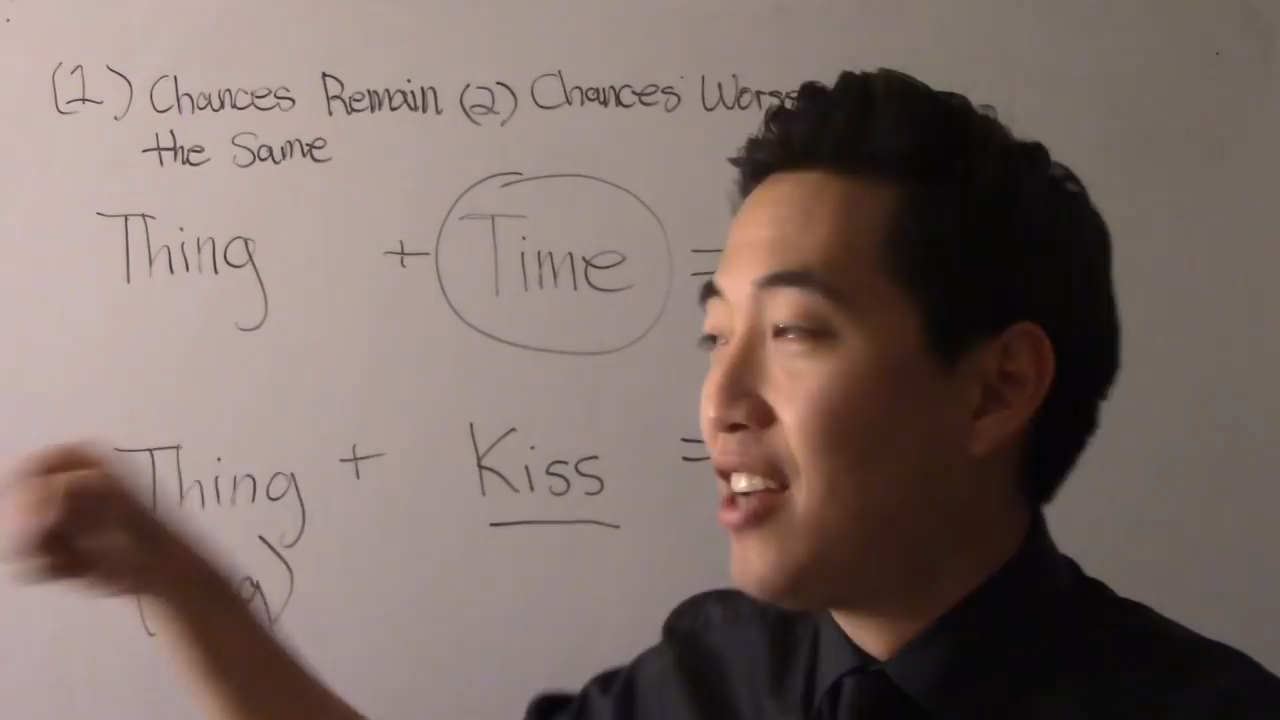 (1) Chances Remain (2) Chances Worse
the Same
Thing + Time =
Thing + Kiss =